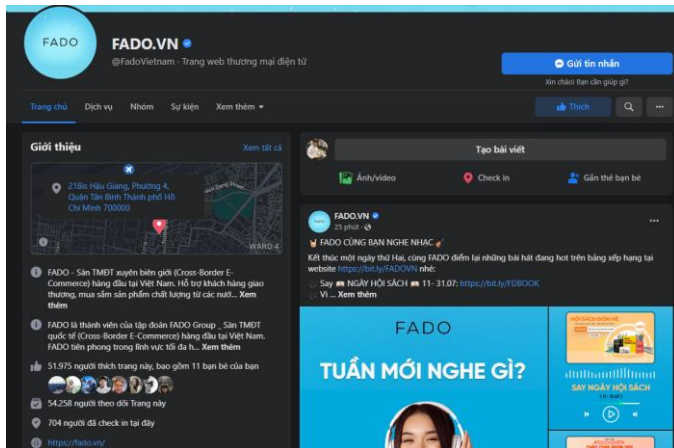 FADO
FADO.VN
@FadoVietnam · Trang web thương mại điện tử
Gửi tin nhắn
Xin chào! Bạn cần giúp gì?
Trang chủ Dịch vụ Nhóm Sự kiện Xem thêm
Thích
Giới thiệu
Xem tất cả
218is Hậu Giang, Phường 4,
Quận Tân Bình Thành phố Hồ
Chí Minh 700000
WARD 4
FADO - Sàn TMĐT xuyên biên giới (Cross-Border E-
Commerce) hàng đầu tại Việt Nam. Hỗ trợ khách hàng giao
thương, mua sắm sản phẩm chất lượng từ các nướ... Xem
thêm
FADO là thành viên của tập đoàn FADO Group _ Sàn TMĐT
quốc tế (Cross-Border E-Commerce) hàng đầu tại Việt Nam.
FADO tiên phong trong lĩnh vực tối đa h... Xem thêm
51.975 người thích trang này, bao gồm 11 bạn bè của bạn
54.258 người theo dõi Trang này
704 người đã check in tại đây
https://fado.vn/
Tạo bài viết
Ảnh/video
Check in
Gắn thẻ bạn bè
FADO.VN
25 phút ·
FADO CÙNG BẠN NGHE NHẠC
Kết thúc một ngày thứ Hai, cùng FADO điểm lại những bài hát đang hot trên bảng xếp hạng tại
website https://bit.ly/FADOVN nhé:
Say NGÀY HỘI SÁCH 11- 31.07: https://bit.ly/FDBOOK
Vì ... Xem thêm
FADO
TUẦN MỚI NGHE GÌ?
HỘI SÁCH ĐÓN HÈ
SAY NGÀY HỘI SÁCH